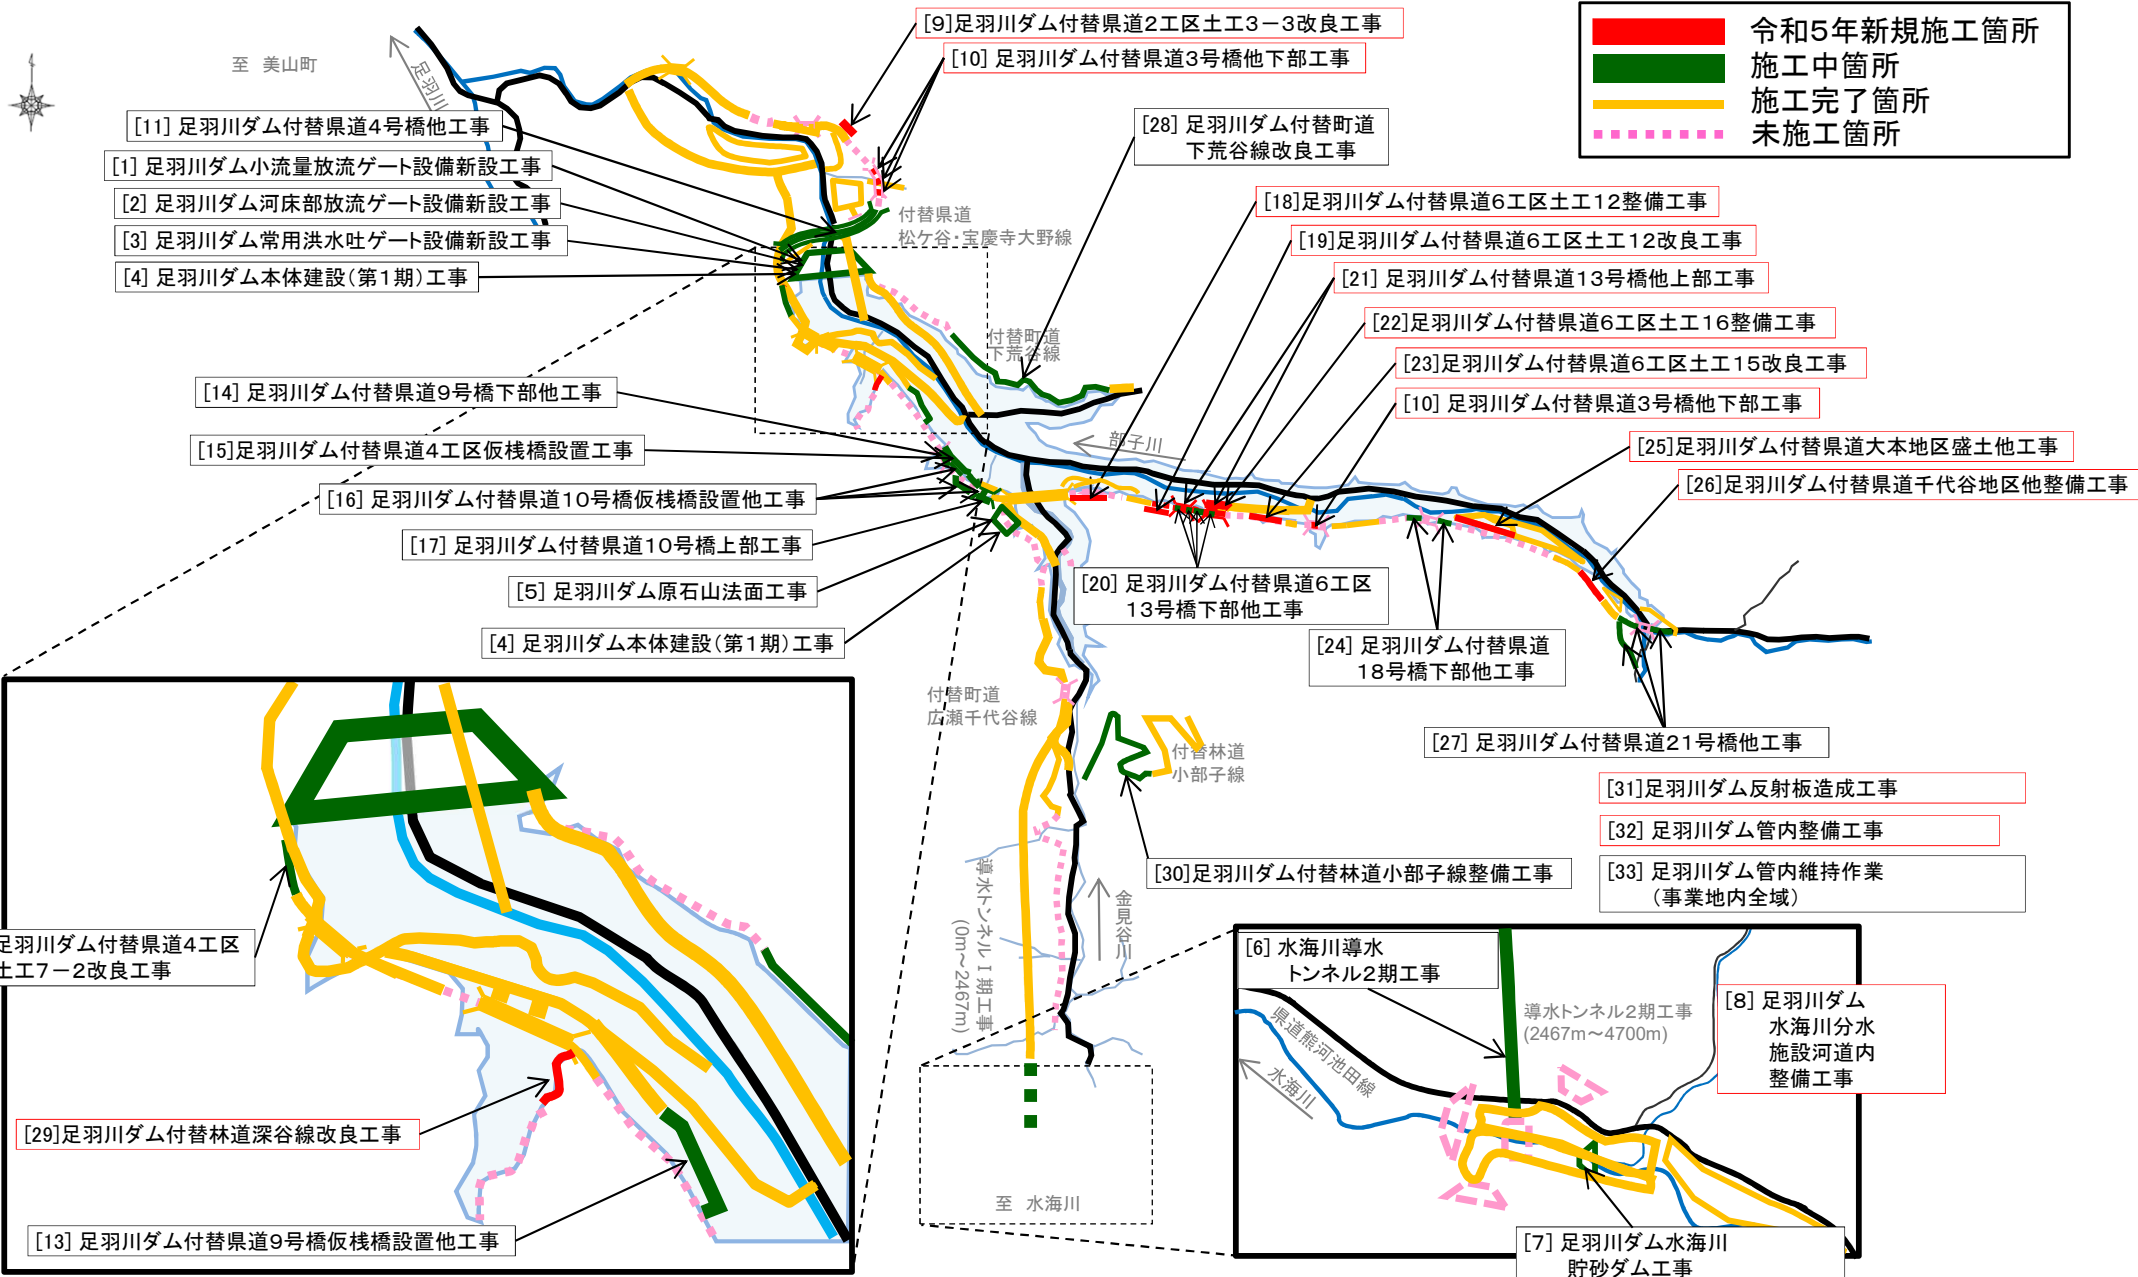 [9]足羽川ダム付替県道2工区土工3－3改良工事
[10] 足羽川ダム付替県道3号橋他下部工事
令和5年新規施工箇所
施工中箇所
施工完了箇所
未施工箇所
至 美山町
足羽川
[11] 足羽川ダム付替県道4号橋他工事
[1] 足羽川ダム小流量放流ゲート設備新設工事
[2] 足羽川ダム河床部放流ゲート設備新設工事
[3] 足羽川ダム常用洪水吐ゲート設備新設工事
[4] 足羽川ダム本体建設(第1期)工事
[28] 足羽川ダム付替町道
下荒谷線改良工事
付替県道
松ケ谷・宝慶寺大野線
[18]足羽川ダム付替県道6工区土工12整備工事
[19]足羽川ダム付替県道6工区土工12改良工事
[21] 足羽川ダム付替県道13号橋他上部工事
[22]足羽川ダム付替県道6工区土工16整備工事
[23]足羽川ダム付替県道6工区土工15改良工事
[10] 足羽川ダム付替県道3号橋他下部工事
[25]足羽川ダム付替県道大本地区盛土他工事
[26]足羽川ダム付替県道千代谷地区他整備工事
付替町道
下荒谷線
部子川
[14] 足羽川ダム付替県道9号橋下部他工事
[15]足羽川ダム付替県道4工区仮桟橋設置工事
[16] 足羽川ダム付替県道10号橋仮桟橋設置他工事
[17] 足羽川ダム付替県道10号橋上部工事
[5] 足羽川ダム原石山法面工事
[4] 足羽川ダム本体建設(第1期)工事
[20] 足羽川ダム付替県道6工区
13号橋下部他工事
[24] 足羽川ダム付替県道
18号橋下部他工事
[27] 足羽川ダム付替県道21号橋他工事
付替町道
広瀬千代谷線
付替林道
小部子線
[31]足羽川ダム反射板造成工事
[32] 足羽川ダム管内整備工事
[33] 足羽川ダム管内維持作業
(事業地内全域)
[30]足羽川ダム付替林道小部子線整備工事
導水トンネルⅠ期工事
(0m～2467m)
金見谷川
足羽川ダム付替県道4工区
土工7－2改良工事
[29]足羽川ダム付替林道深谷線改良工事
[13] 足羽川ダム付替県道9号橋仮桟橋設置他工事
至 水海川
[6] 水海川導水
トンネル2期工事
導水トンネル2期工事
(2467m～4700m)
県道熊河池田線
水海川
[8] 足羽川ダム
水海川分水
施設河道内
整備工事
[7] 足羽川ダム水海川
貯砂ダム工事